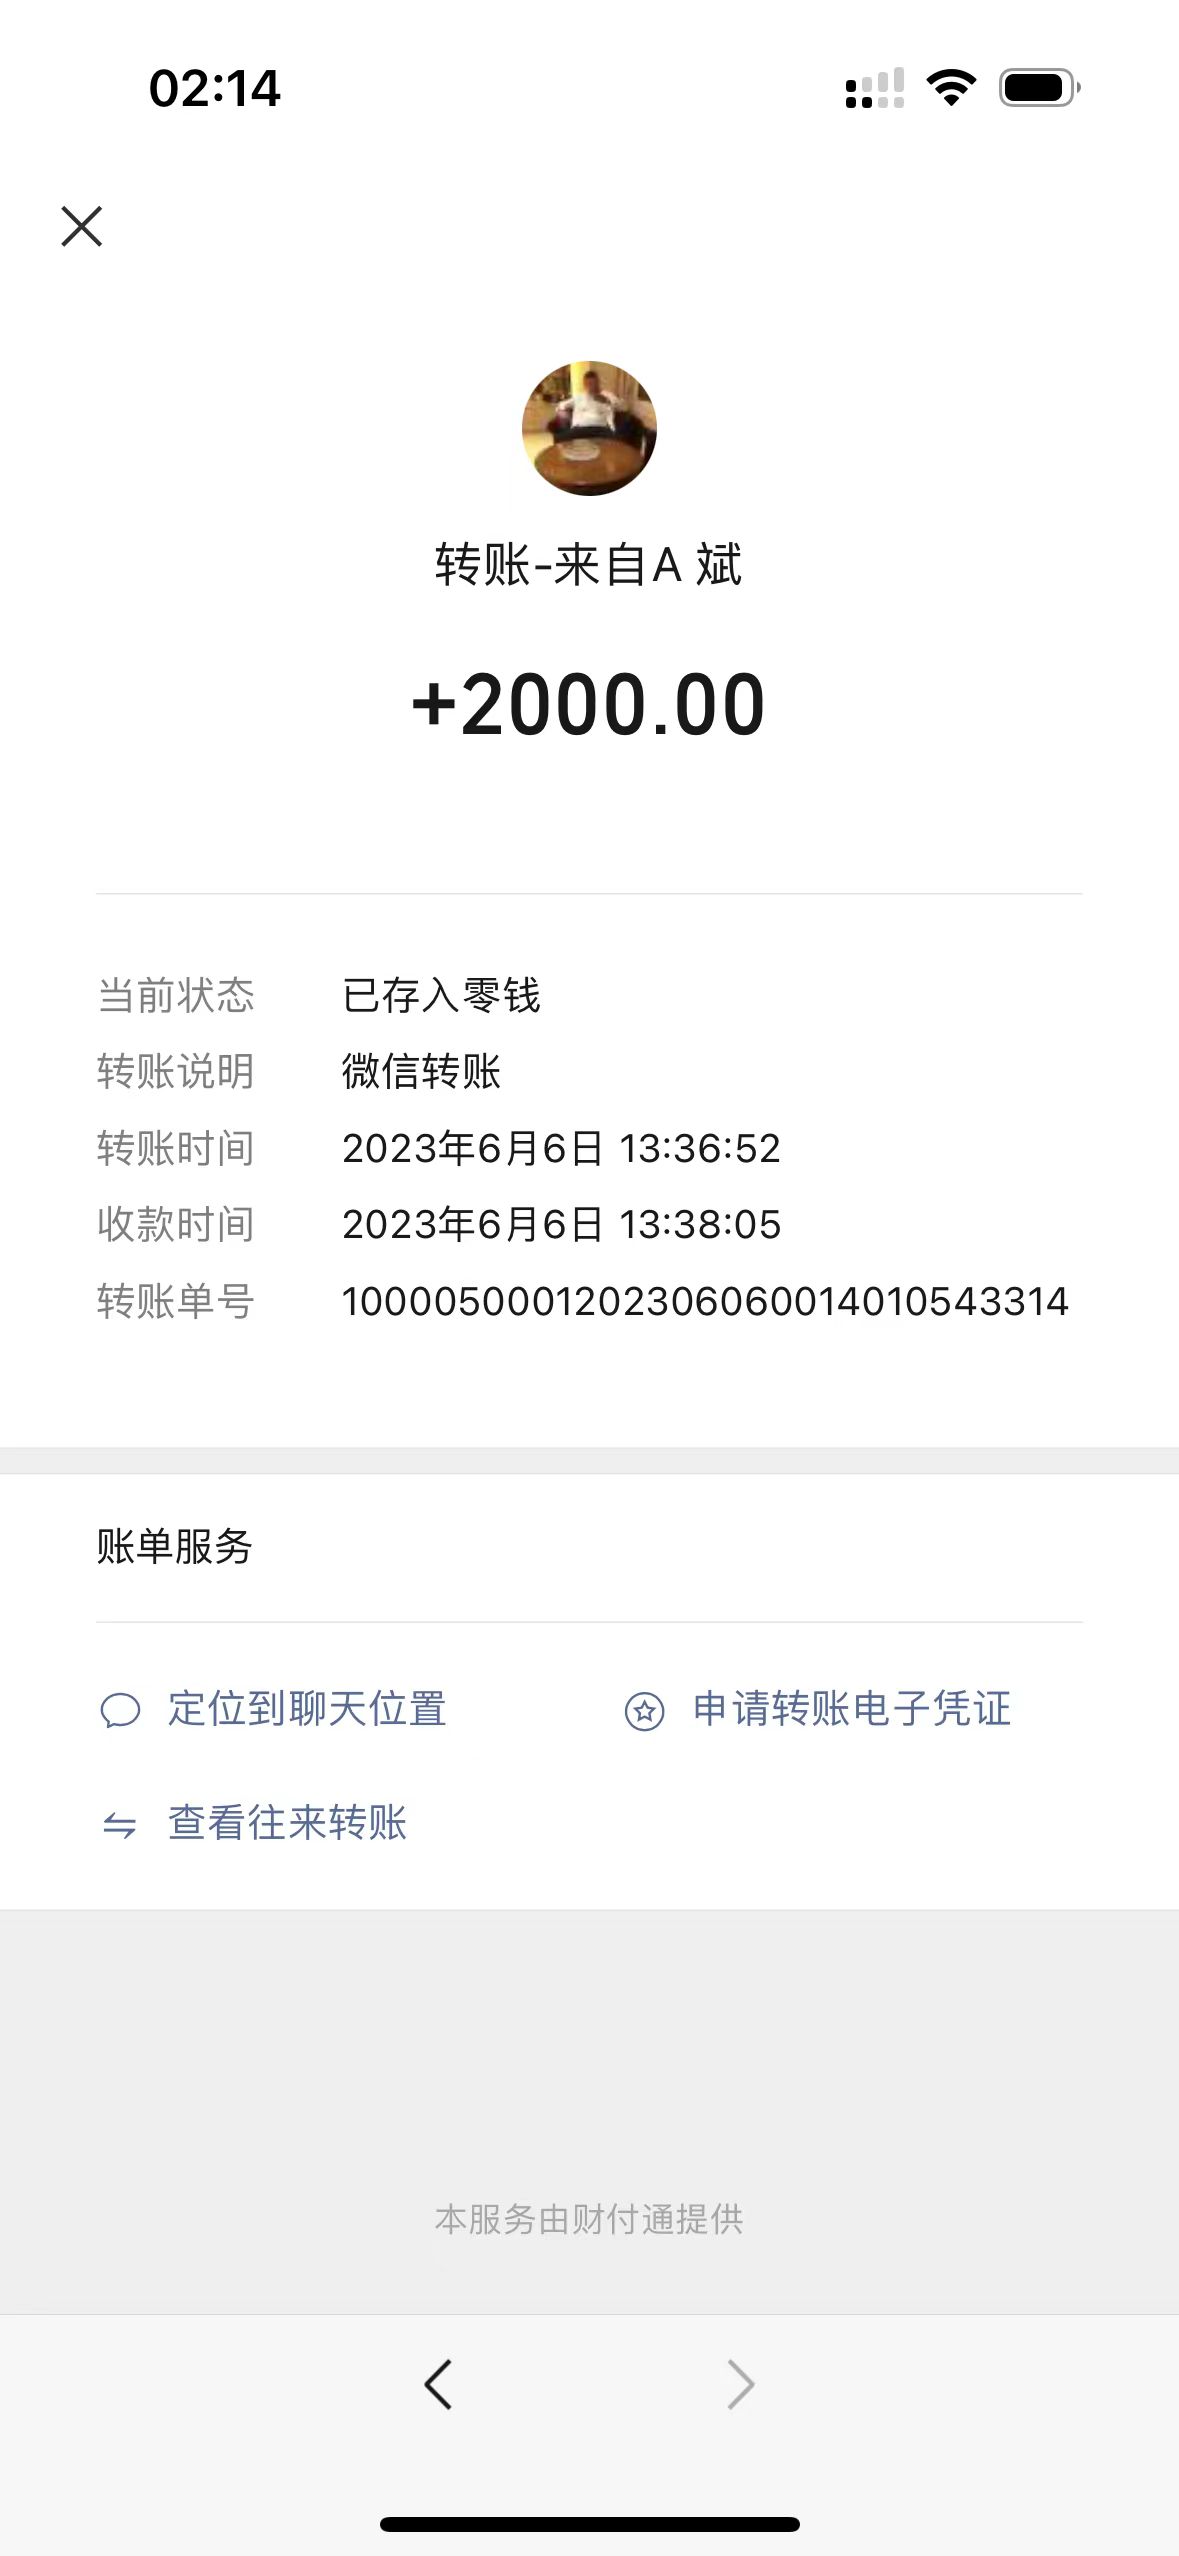 02:14
转账-来自A 斌
+2000.00
当前状态 已存入零钱
转账说明 微信转账
转账时间 2023年6月6日 13:36:52
收款时间 2023年6月6日 13:38:05
转账单号 1000050001202306060014010543314
账单服务
定位到聊天位置 申请转账电子凭证
查看往来转账
本服务由财付通提供